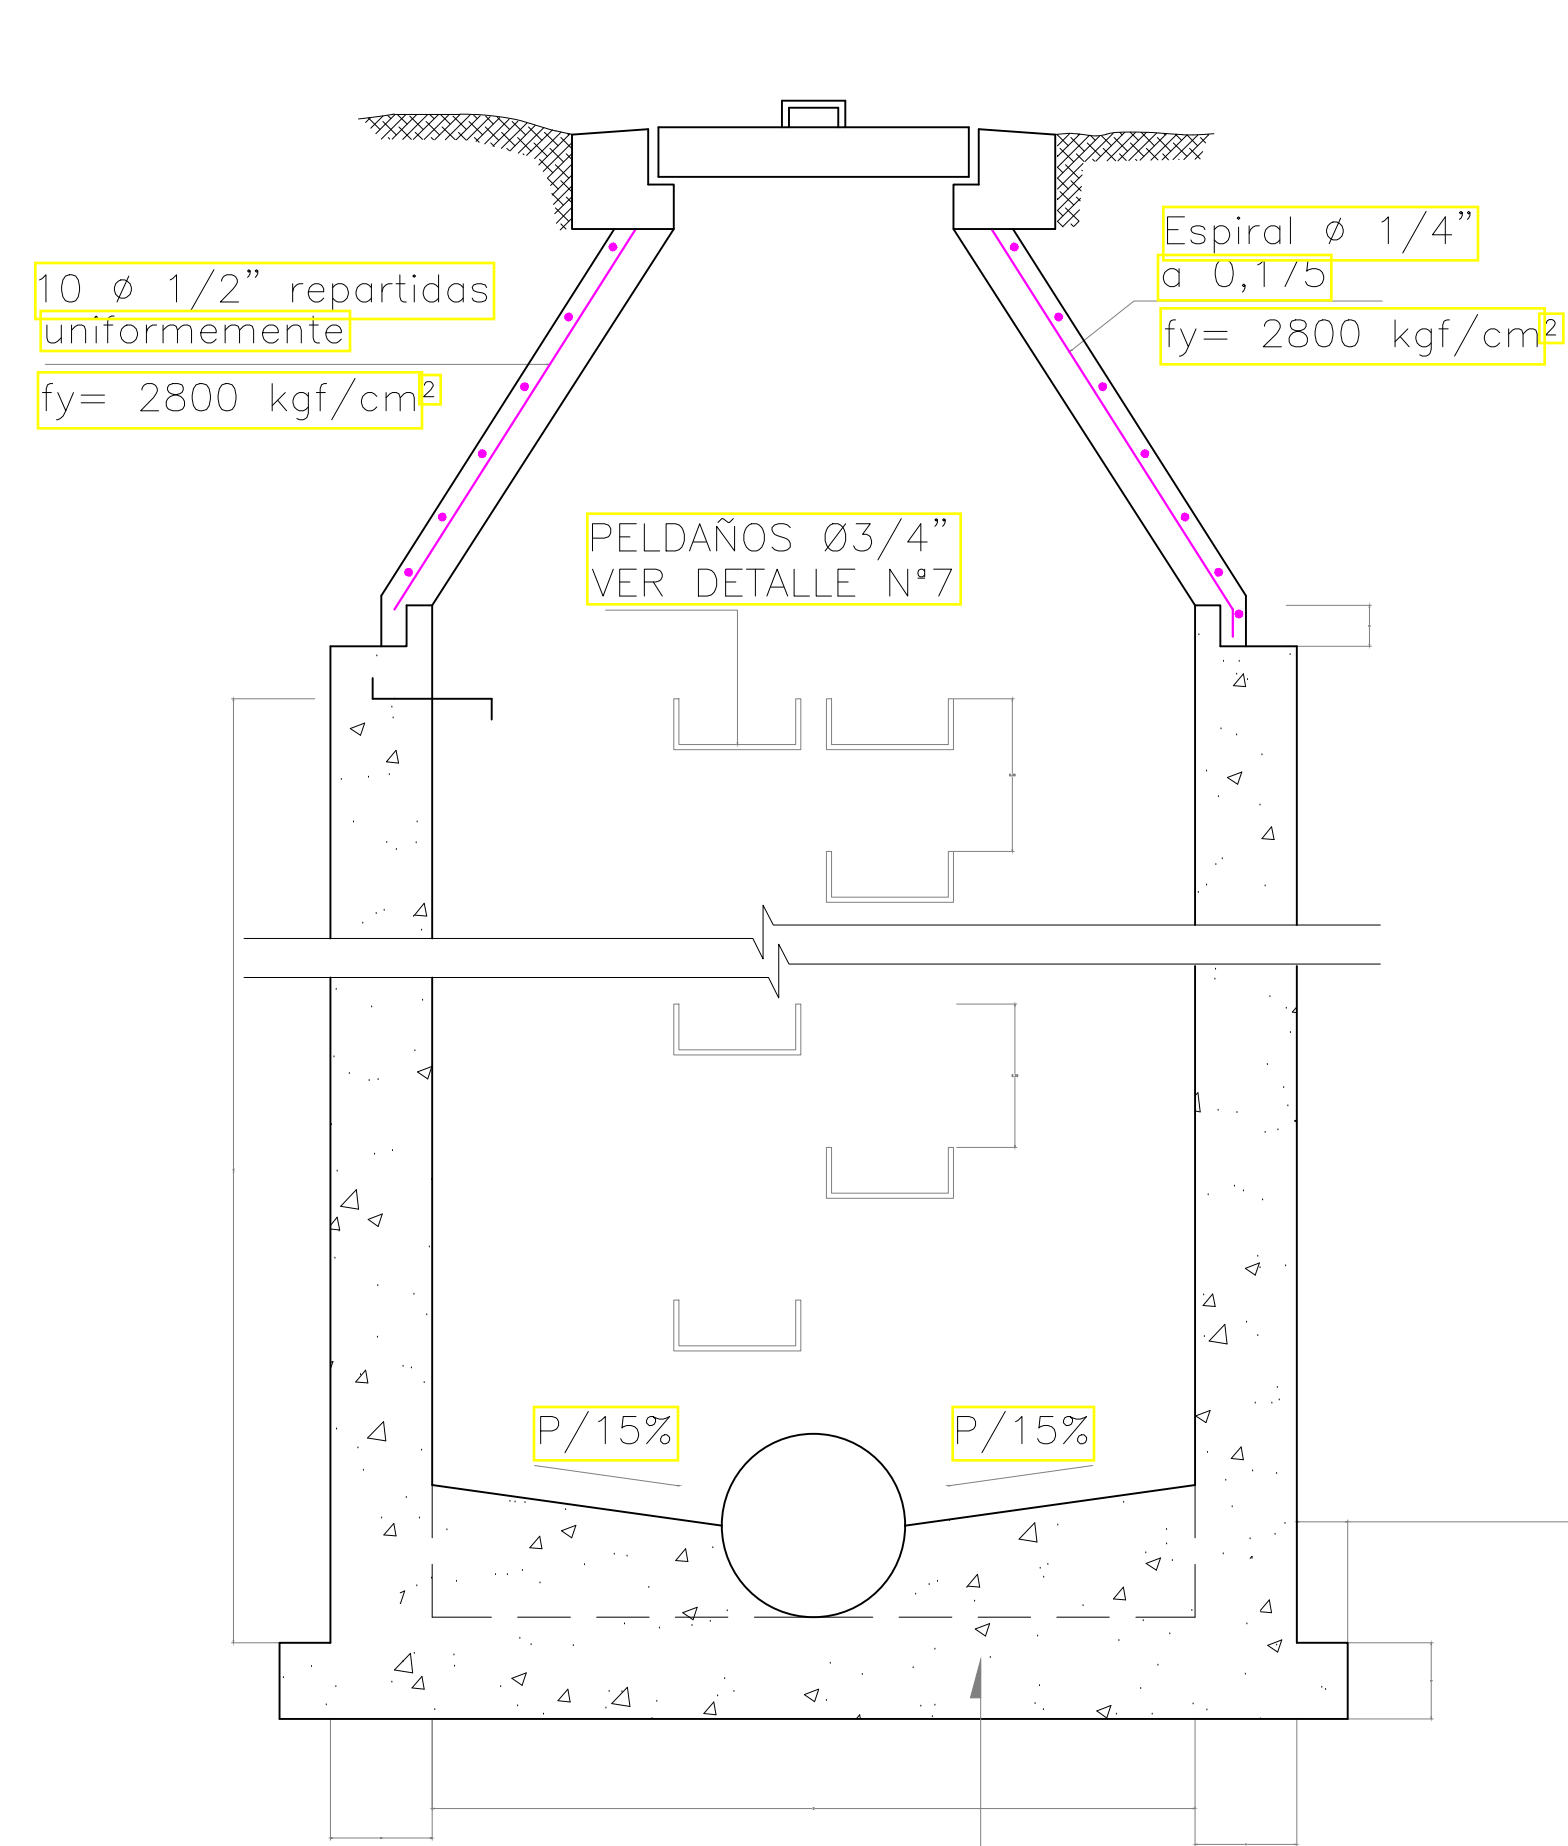 Espiral ø 1/4"
a 0,175
fy= 2800 kgf/cm²
10 ø 1/2" repartidas
uniformemente
fy= 2800 kgf/cm²
PELDAÑOS Ø3/4"
VER DETALLE Nª7
P/15%
P/15%